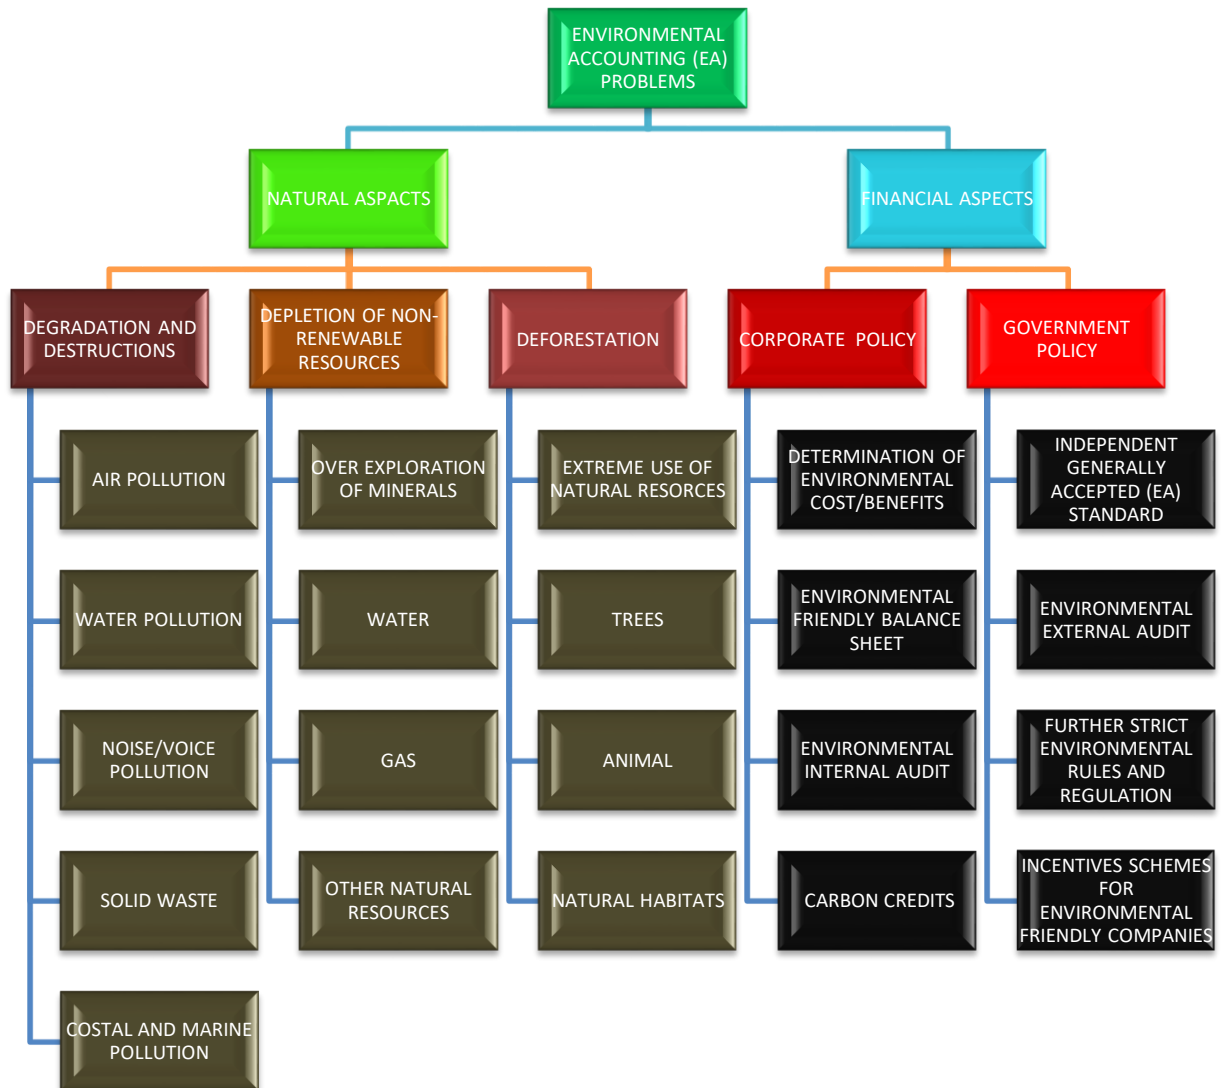 ENVIRONMENTAL
ACCOUNTING (EA)
PROBLEMS
NATURAL ASPACTS
FINANCIAL ASPECTS
DEGRADATION AND
DESTRUCTIONS
DEPLETION OF NON-
RENEWABLE
RESOURCES
DEFORESTATION
CORPORATE POLICY
GOVERNMENT
POLICY
AIR POLLUTION
OVER EXPLORATION
OF MINERALS
EXTREME USE OF
NATURAL RESORCES
DETERMINATION OF
ENVIRONMENTAL
COST/BENEFITS
INDEPENDENT
GENERALLY
ACCEPTED (EA)
STANDARD
WATER POLLUTION
WATER
TREES
ENVIRONMENTAL
FRIENDLY BALANCE
SHEET
ENVIRONMENTAL
EXTERNAL AUDIT
NOISE/VOICE
POLLUTION
GAS
ANIMAL
ENVIRONMENTAL
INTERNAL AUDIT
FURTHER STRICT
ENVIRONMENTAL
RULES AND
REGULATION
SOLID WASTE
OTHER NATURAL
RESOURCES
NATURAL HABITATS
CARBON CREDITS
INCENTIVES SCHEMES
FOR
ENVIRONMENTAL
FRIENDLY COMPANIES
COSTAL AND MARINE
POLLUTION